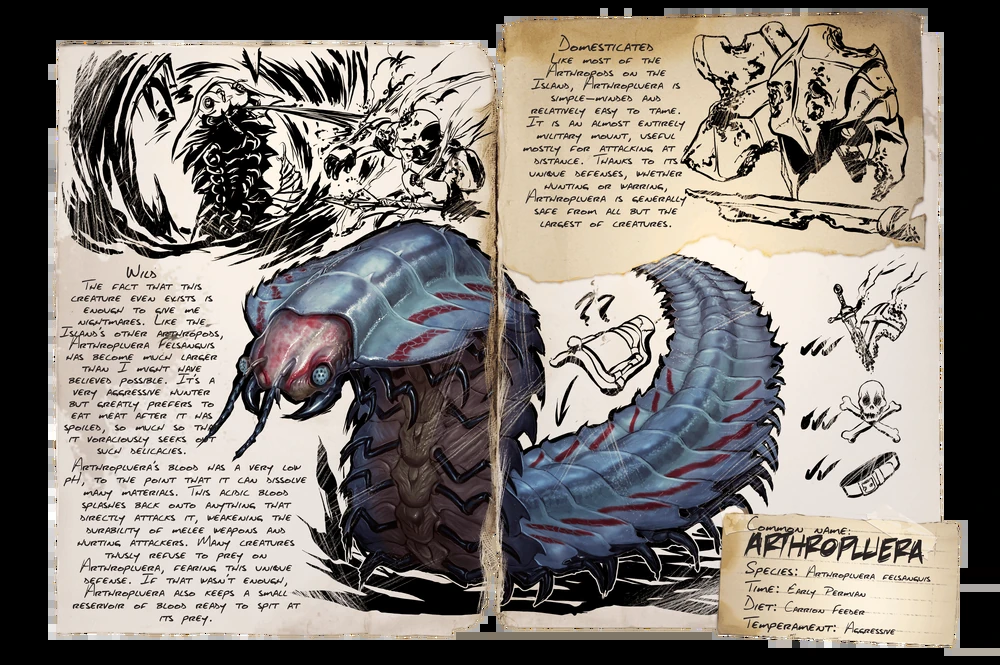 Wild
The fact that this
creature even exists is
enough to give me
nightmares. Like the
Island's other arthropods,
Arthropluera Felsanguis
has become much larger
than I might have
believed possible. It's a
very aggressive hunter
but greatly prefers to
eat meat after it has
spoiled, so much so that
it voraciously seeks out
such delicacies.
Arthropluera's blood has a very low
pH, to the point that it can dissolve
many materials. This acidic blood
splashes back onto anything that
directly attacks it, weakening the
durability of melee weapons and
hurting attackers. Many creatures
thusly refuse to prey on
Arthropluera, fearing this unique
defense. If that wasn't enough,
Arthropluera also keeps a small
reservoir of blood ready to spit at
its prey.
Domesticated
Like most of the
Arthropods on the
Island, Arthropluera is
simple-minded and
relatively easy to tame.
It is an almost entirely
military mount, useful
mostly for attacking at
distance. Thanks to its
unique defenses, whether
hunting or warring,
Arthropluera is generally
safe from all but the
largest of creatures.
??
Common name:
Arthropluera
Species: Arthropluera felsanguis
Time: Early Permian
Diet: Carrion Feeder
Temperament: Aggressive